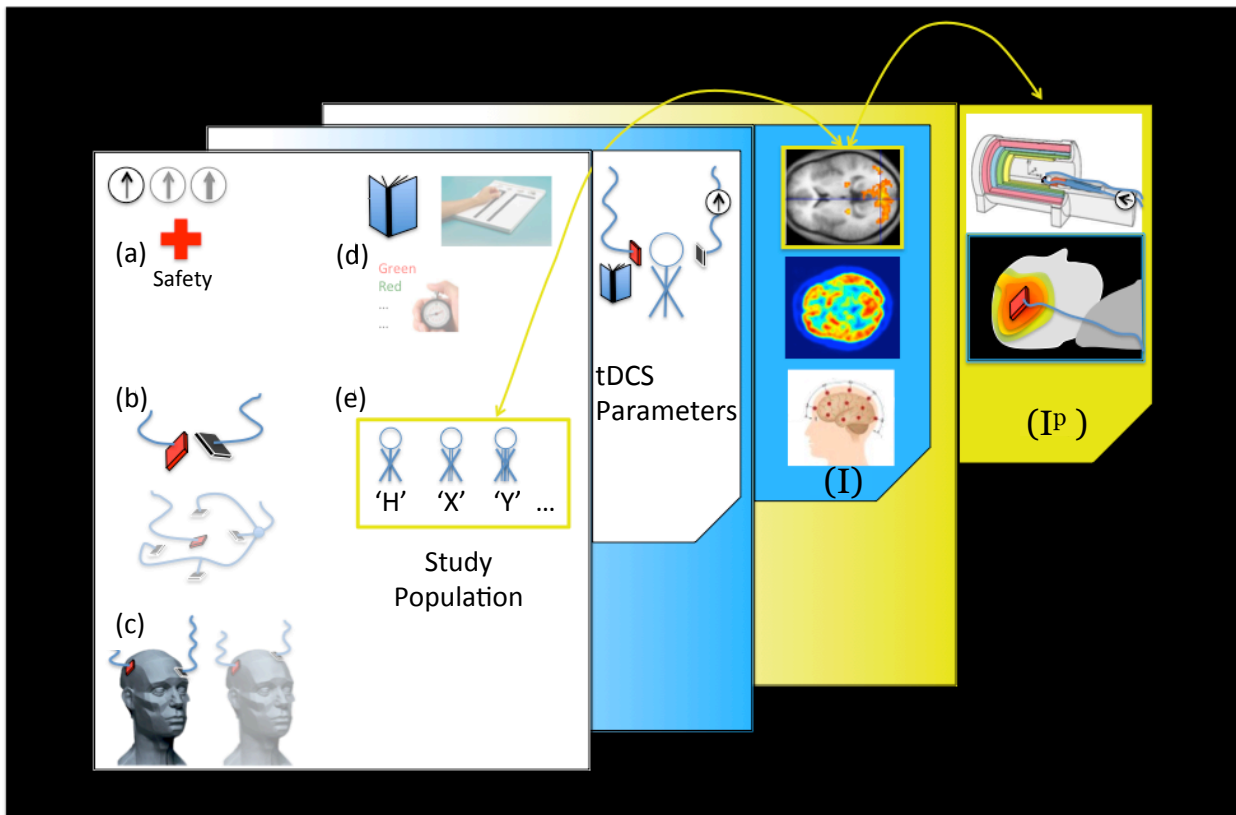 (a)
Safety
(b)
(c)
(d)
Green
Red
...
...
(e)
‘H’ ‘X’ ‘Y’ ...
Study
Population
tDCS
Parameters
(I)
(Iᵖ )